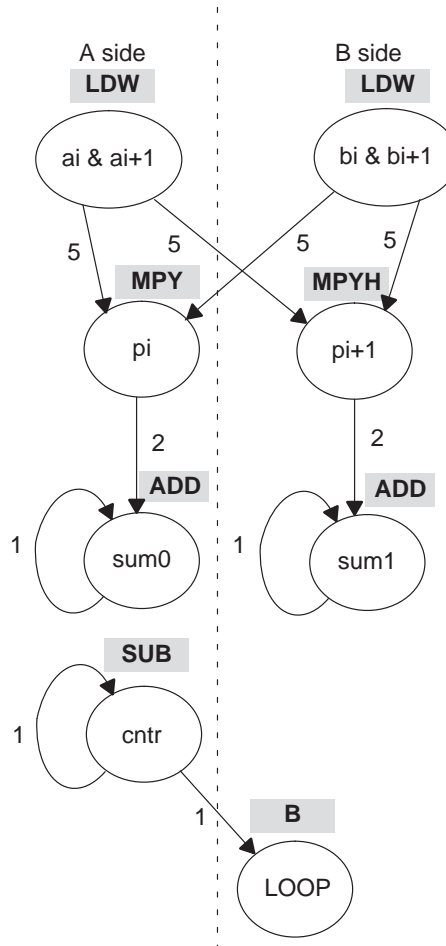 A side
B side
LDW
LDW
ai & ai+1
bi & bi+1
5
5
5
5
MPY
MPYH
pi
pi+1
2
2
ADD
ADD
1
sum0
1
sum1
SUB
1
cntr
1
B
LOOP